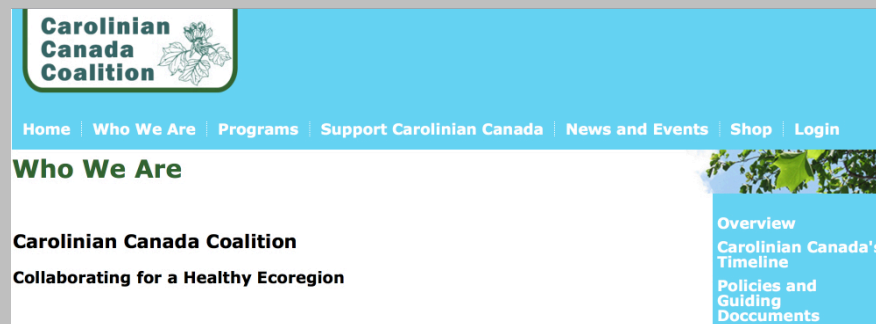 Carolinian
Canada
Coalition
Home Who We Are Programs Support Carolinian Canada News and Events Shop Login
Who We Are
Carolinian Canada Coalition
Collaborating for a Healthy Ecoregion
Overview
Carolinian Canada's
Timeline
Policies and
Guiding
Doccuments